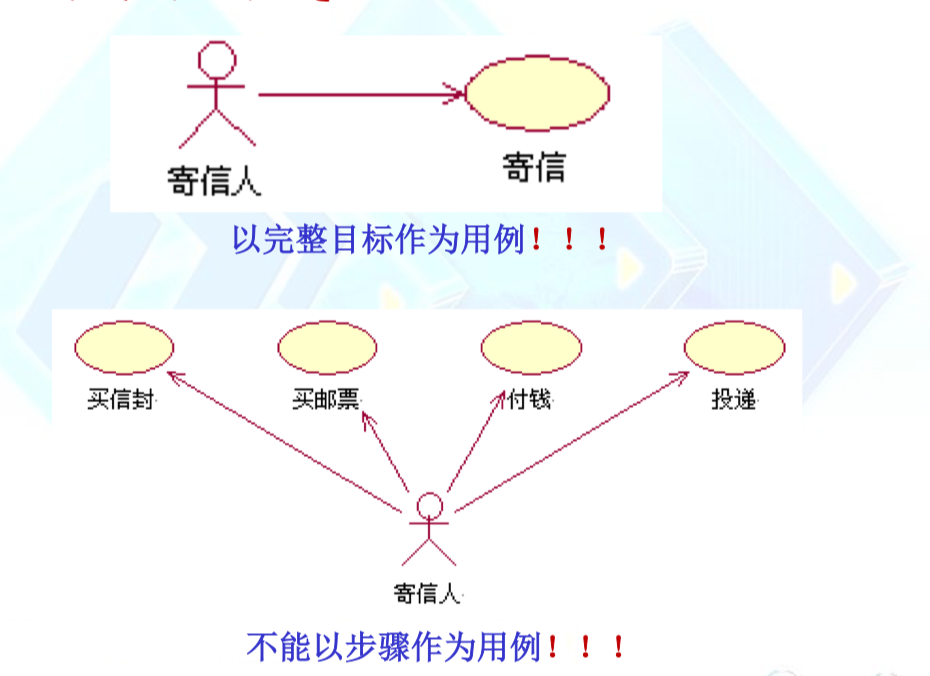 寄信人
寄信
以完整目标作为用例！！！
买信封
买邮票
付钱
投递
寄信人
不能以步骤作为用例！！！